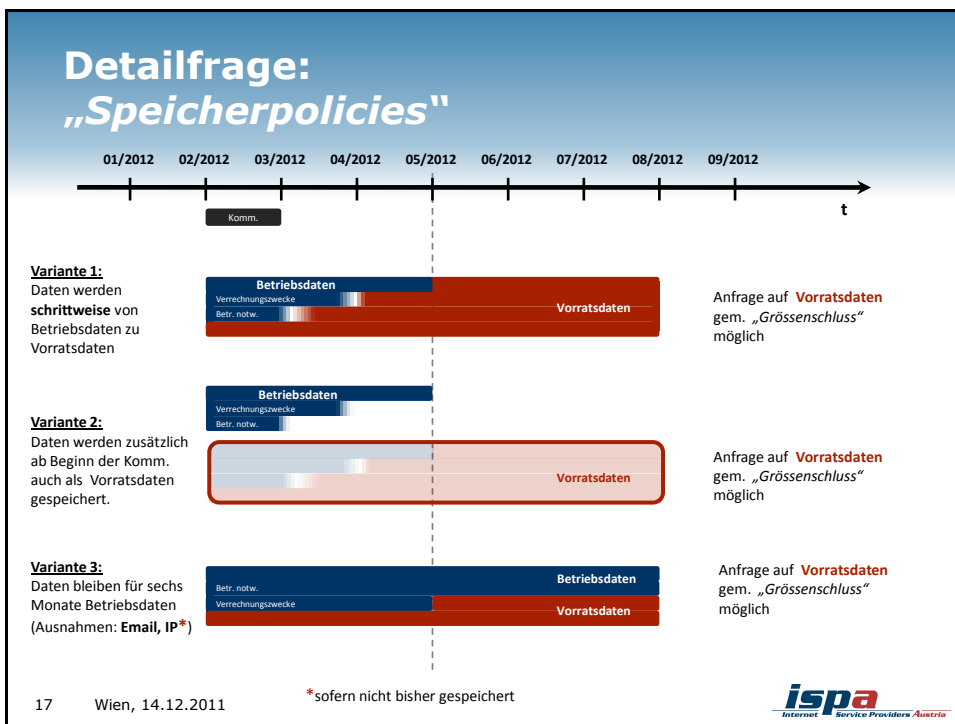 Detailfrage:
„Speicherpolicies“
01/2012 02/2012 03/2012 04/2012 05/2012 06/2012 07/2012 08/2012 09/2012
t
Komm.
Variante 1:
Daten werden
schrittweise von
Betriebsdaten zu
Vorratsdaten
Betriebsdaten
Verrechnungszwecke
Betr. notw.
Vorratsdaten
Anfrage auf Vorratsdaten
gem. „Grössenschluss“
möglich
Variante 2:
Daten werden zusätzlich
ab Beginn der Komm.
auch als Vorratsdaten
gespeichert.
Betriebsdaten
Verrechnungszwecke
Betr. notw.
Vorratsdaten
Anfrage auf Vorratsdaten
gem. „Grössenschluss“
möglich
Variante 3:
Daten bleiben für sechs
Monate Betriebsdaten
(Ausnahmen: Email, IP*)
Betriebsdaten
Betr. notw.
Verrechnungszwecke
Vorratsdaten
Anfrage auf Vorratsdaten
gem. „Grössenschluss“
möglich
*sofern nicht bisher gespeichert
17 Wien, 14.12.2011
ispa
Internet Service Providers Austria